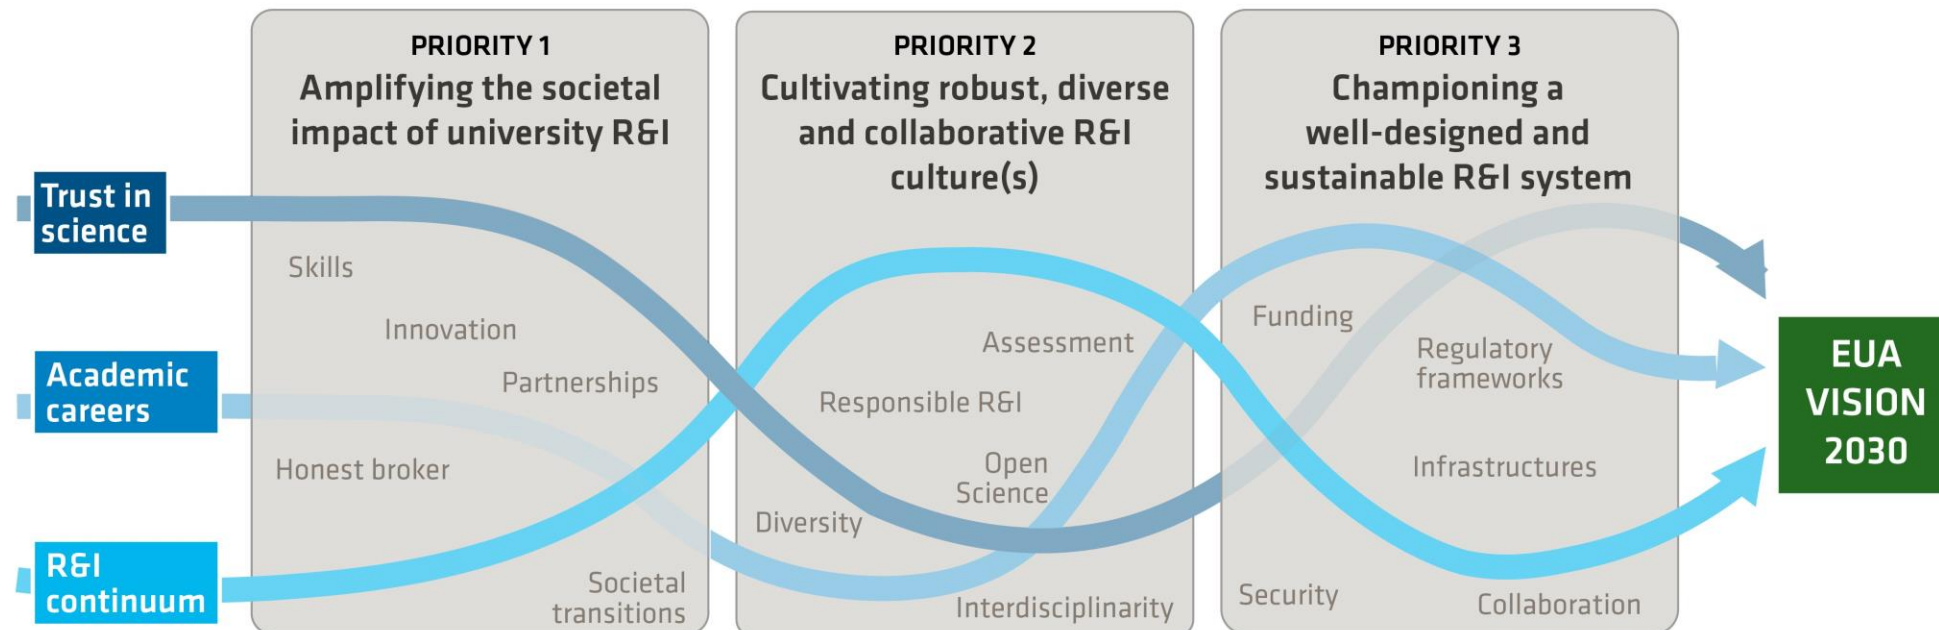 PRIORITY 1
Amplifying the societal
impact of university R&I
PRIORITY 2
Cultivating robust, diverse
and collaborative R&I
culture(s)
PRIORITY 3
Championing a
well-designed and
sustainable R&I system
Trust in
science
Academic
careers
R&I
continuum
Skills
Innovation
Partnerships
Honest broker
Societal
transitions
Assessment
Responsible R&I
Open
Science
Diversity
Interdisciplinarity
Funding
Regulatory
frameworks
Infrastructures
Security
Collaboration
EUA
VISION
2030